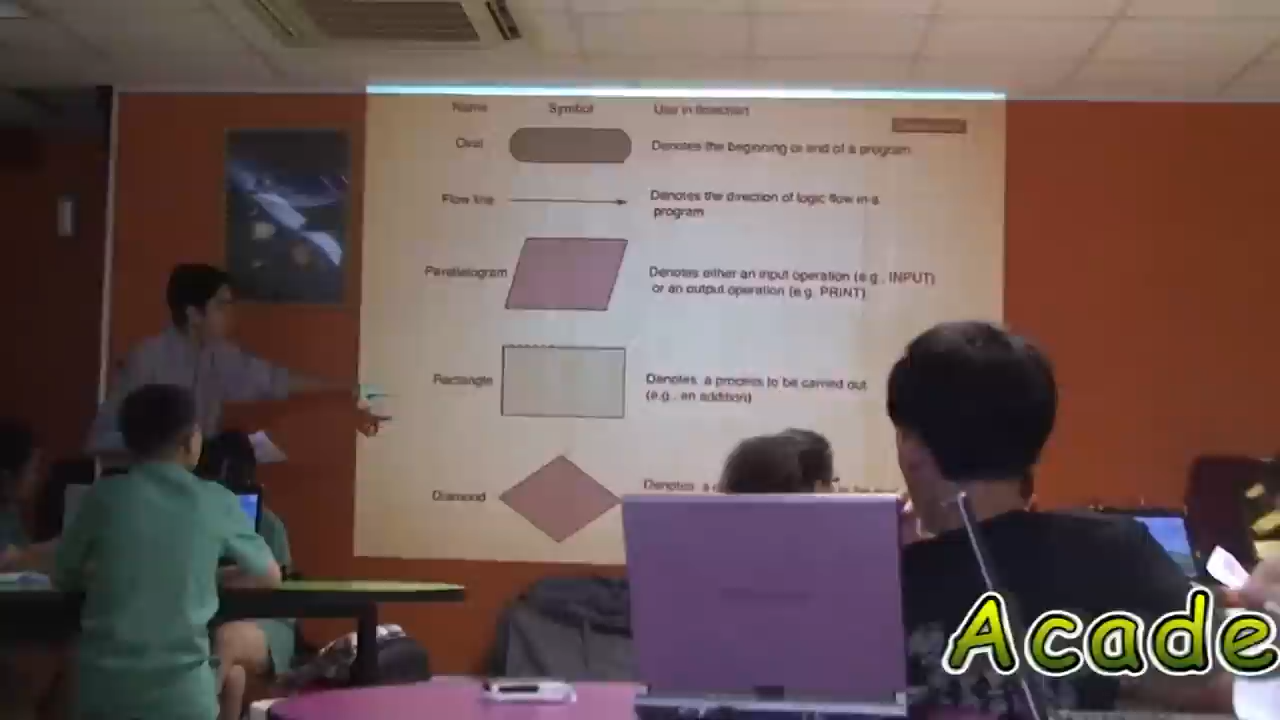 Name Symbol Use in flowchart
Oval Denotes the beginning or end of a program
Flow line Denotes the direction of logic flow in a
program
Parallelogram Denotes either an input operation (e.g., INPUT)
or an output operation (e.g. PRINT)
Rectangle Denotes a process to be carried out
(e.g., an addition)
Diamond Denotes a
Acade